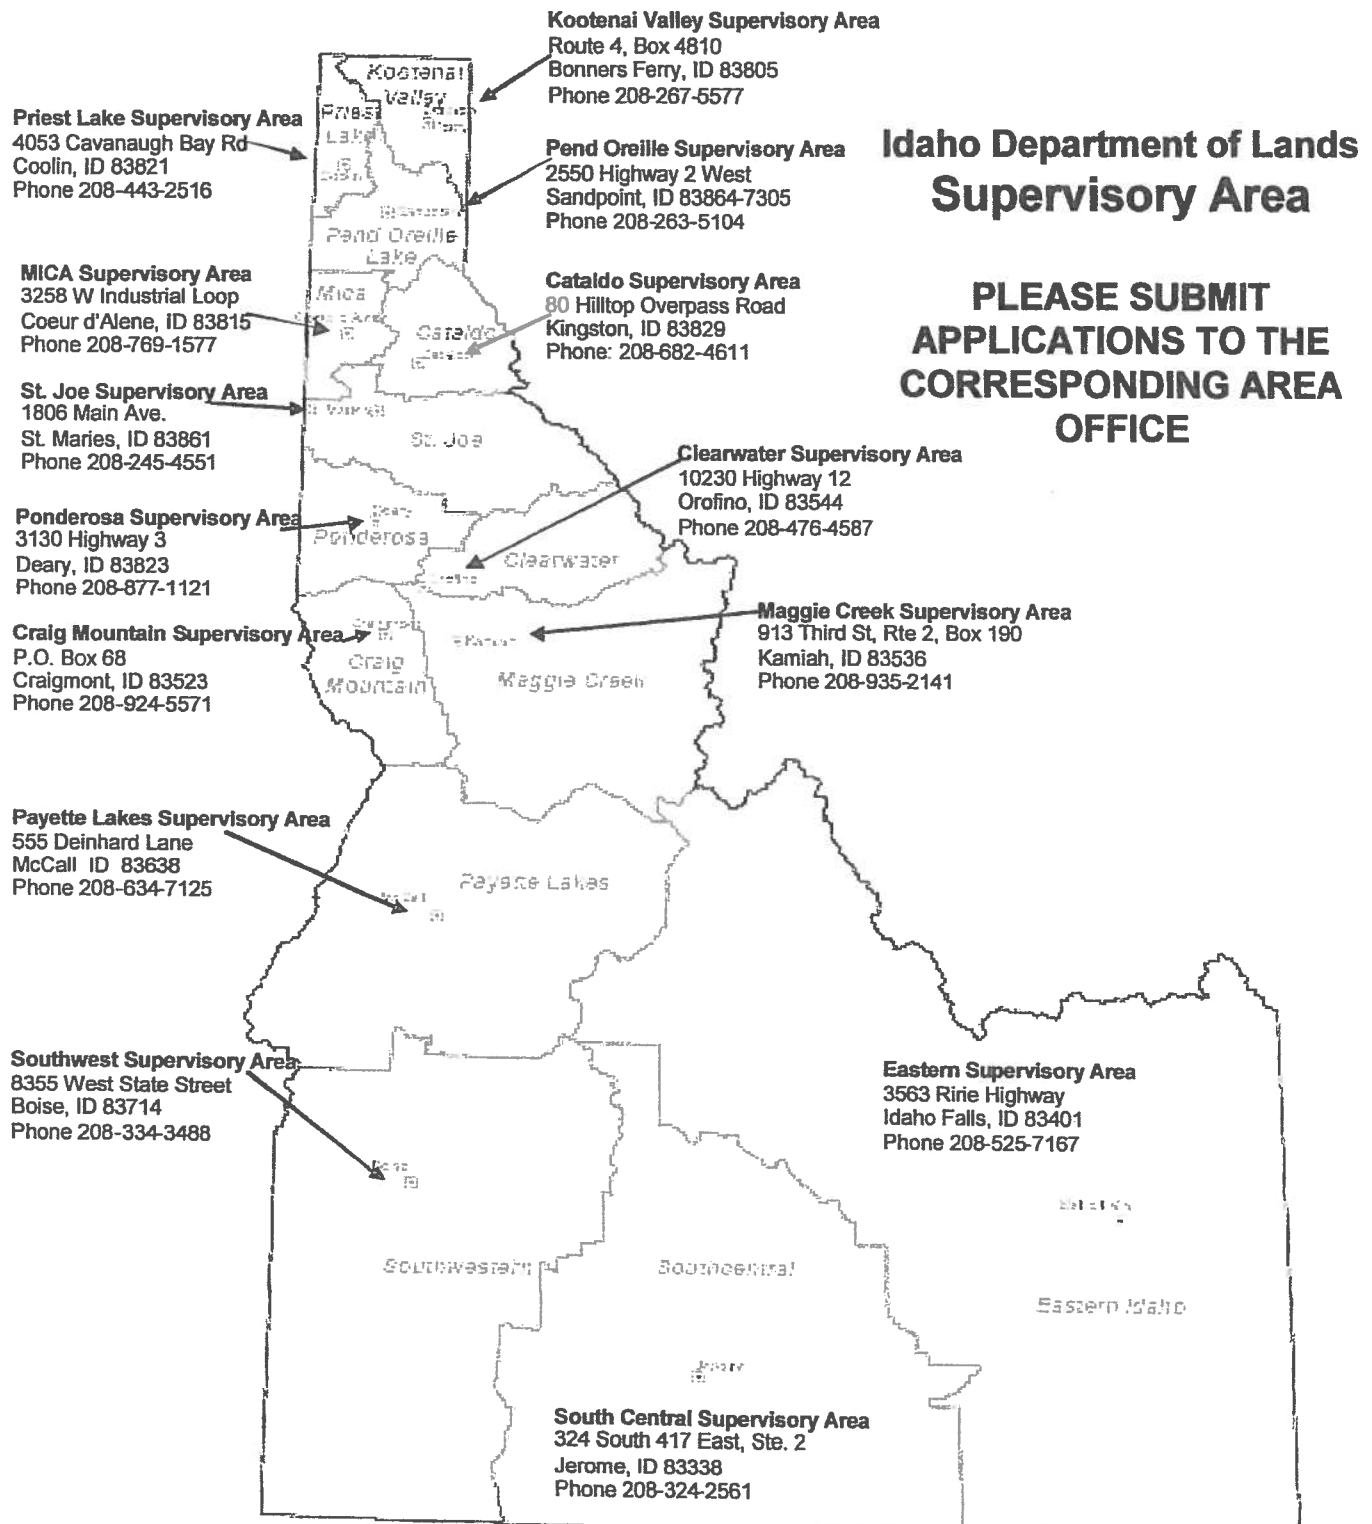 Kootenai Valley Supervisory Area
Route 4, Box 4810
Bonners Ferry, ID 83805
Phone 208-267-5577
Priest Lake Supervisory Area
4053 Cavanaugh Bay Rd
Coolin, ID 83821
Phone 208-443-2516
Pend Oreille Supervisory Area
2550 Highway 2 West
Sandpoint, ID 83864-7305
Phone 208-263-5104
Idaho Department of Lands
Supervisory Area
PLEASE SUBMIT
APPLICATIONS TO THE
CORRESPONDING AREA
OFFICE
MICA Supervisory Area
3258 W Industrial Loop
Coeur d'Alene, ID 83815
Phone 208-769-1577
Cataldo Supervisory Area
80 Hilltop Overpass Road
Kingston, ID 83829
Phone: 208-682-4611
St. Joe Supervisory Area
1806 Main Ave.
St. Maries, ID 83861
Phone 208-245-4551
Clearwater Supervisory Area
10230 Highway 12
Orofino, ID 83544
Phone 208-476-4587
Ponderosa Supervisory Area
3130 Highway 3
Deary, ID 83823
Phone 208-877-1121
Craig Mountain Supervisory Area
P.O. Box 68
Craigmont, ID 83523
Phone 208-924-5571
Maggie Creek Supervisory Area
913 Third St, Rte 2, Box 190
Kamiah, ID 83536
Phone 208-935-2141
Payette Lakes Supervisory Area
555 Deinhard Lane
McCall ID 83638
Phone 208-634-7125
Southwest Supervisory Area
8355 West State Street
Boise, ID 83714
Phone 208-334-3488
Eastern Supervisory Area
3563 Ririe Highway
Idaho Falls, ID 83401
Phone 208-525-7167
South Central Supervisory Area
324 South 417 East, Ste. 2
Jerome, ID 83338
Phone 208-324-2561
Kootenai
Valley
Priest
Lake
Pend Oreille
Lake
Mica
Cataldo
St. Joe
Ponderosa
Clearwater
Craig
Mountain
Maggie Creek
Payette Lakes
Southwestern
Southcentral
Eastern Idaho